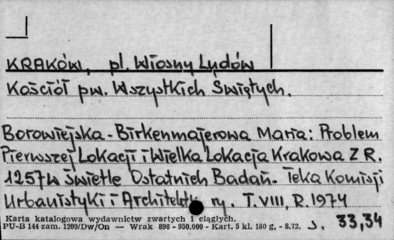 KRAKÓW, pl. Wiosny Ludów
Kościół pw. Wszystkich Świętych.
Borowiejska-Birkenmajerowa Maria: Problem
Pierwszej Lokacji i Wielka Lokacja Krakowa Z R.
1257 w świetle Ostatnich Badań. Teka Komisji
Urbanistyki i Architektury. T. VIII, R. 1974
Karta katalogowa wydawnictw zwartych i ciągłych.
PU-B 144 zam. 1209/Dw/On — Wrak 898 - 950.000 - Kart. 5 kl. 180 g, - 8.72. s. 33,34